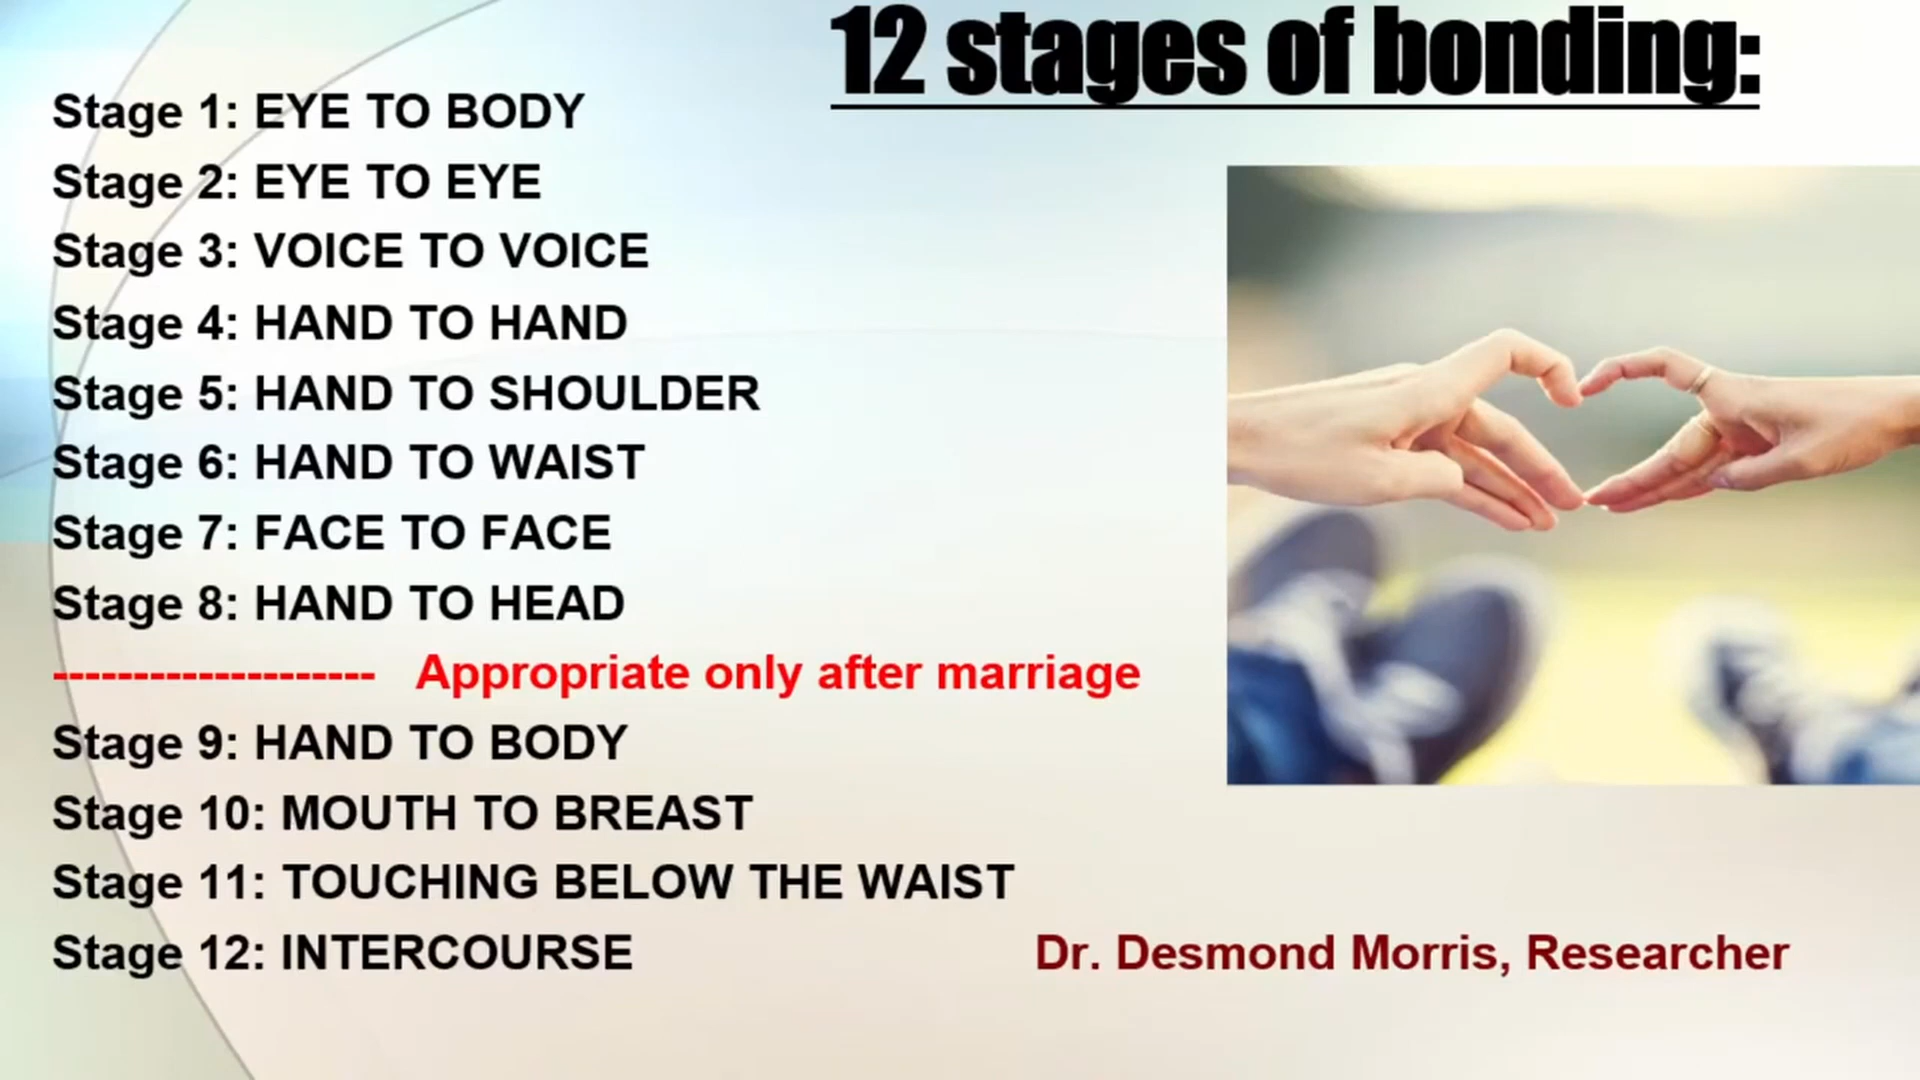 12 stages of bonding:
Stage 1: EYE TO BODY
Stage 2: EYE TO EYE
Stage 3: VOICE TO VOICE
Stage 4: HAND TO HAND
Stage 5: HAND TO SHOULDER
Stage 6: HAND TO WAIST
Stage 7: FACE TO FACE
Stage 8: HAND TO HEAD
-------------------- Appropriate only after marriage
Stage 9: HAND TO BODY
Stage 10: MOUTH TO BREAST
Stage 11: TOUCHING BELOW THE WAIST
Stage 12: INTERCOURSE
Dr. Desmond Morris, Researcher